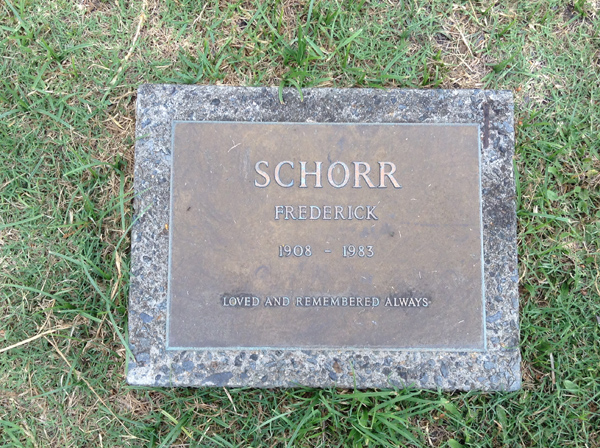 SCHORR
FREDERICK
1908 - 1983
LOVED AND REMEMBERED ALWAYS